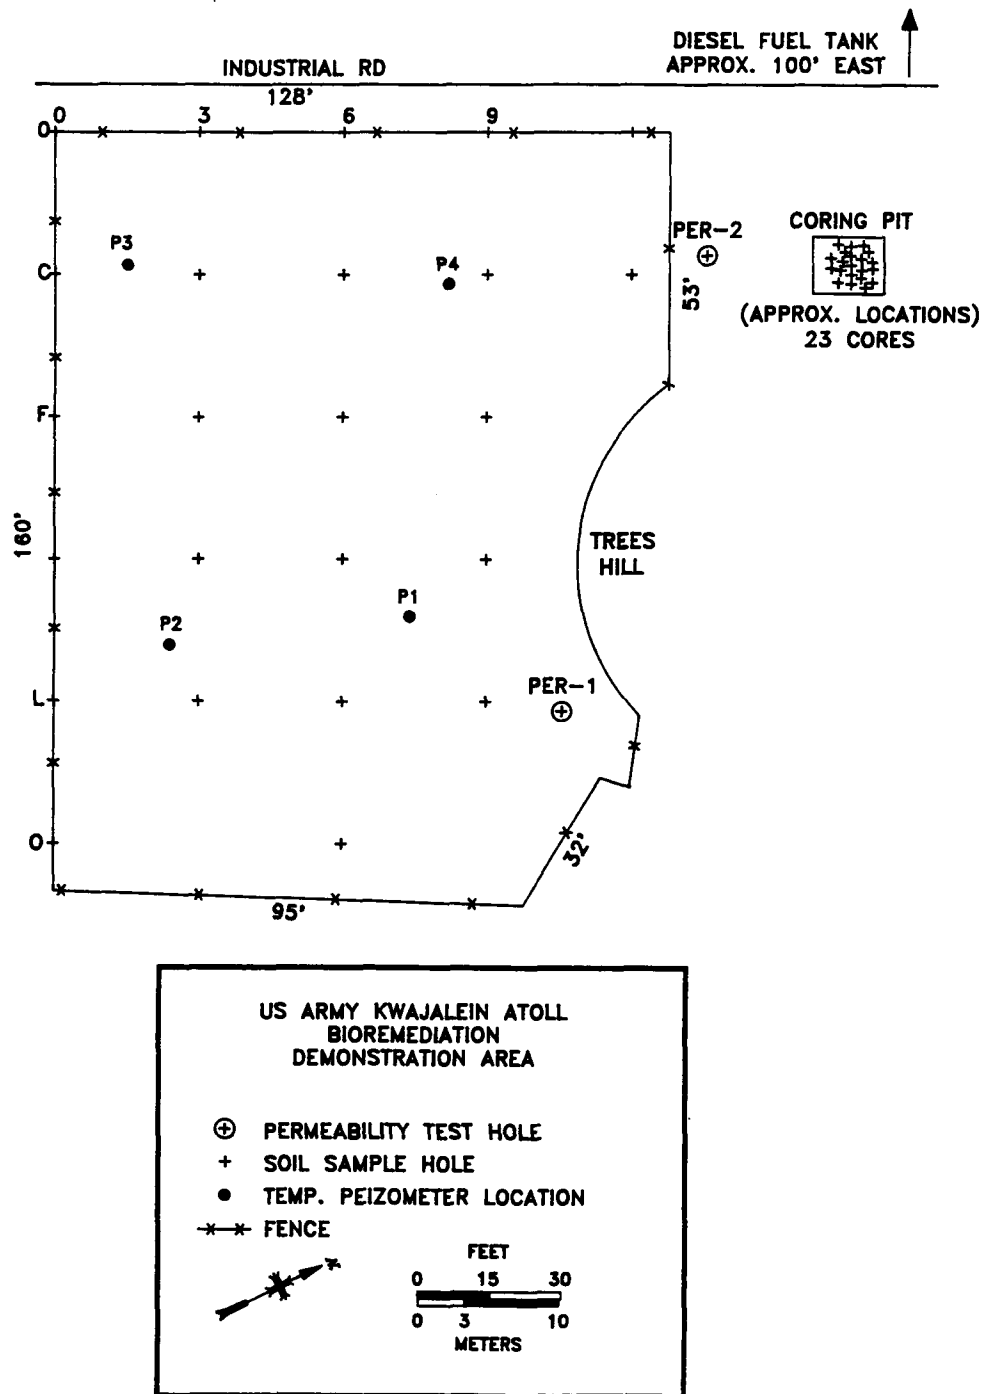 DIESEL FUEL TANK
APPROX. 100' EAST
INDUSTRIAL RD
128'
0 3 6 9
O
P3
PER-2
CORING PIT
C
P4
53'
(APPROX. LOCATIONS)
23 CORES
F
160'
TREES
HILL
P1
P2
L
PER-1
O
32'
95'
US ARMY KWAJALEIN ATOLL
BIOREMEDIATION
DEMONSTRATION AREA
PERMEABILITY TEST HOLE
SOIL SAMPLE HOLE
TEMP. PEIZOMETER LOCATION
FENCE
FEET
0 15 30
0 3 10
METERS